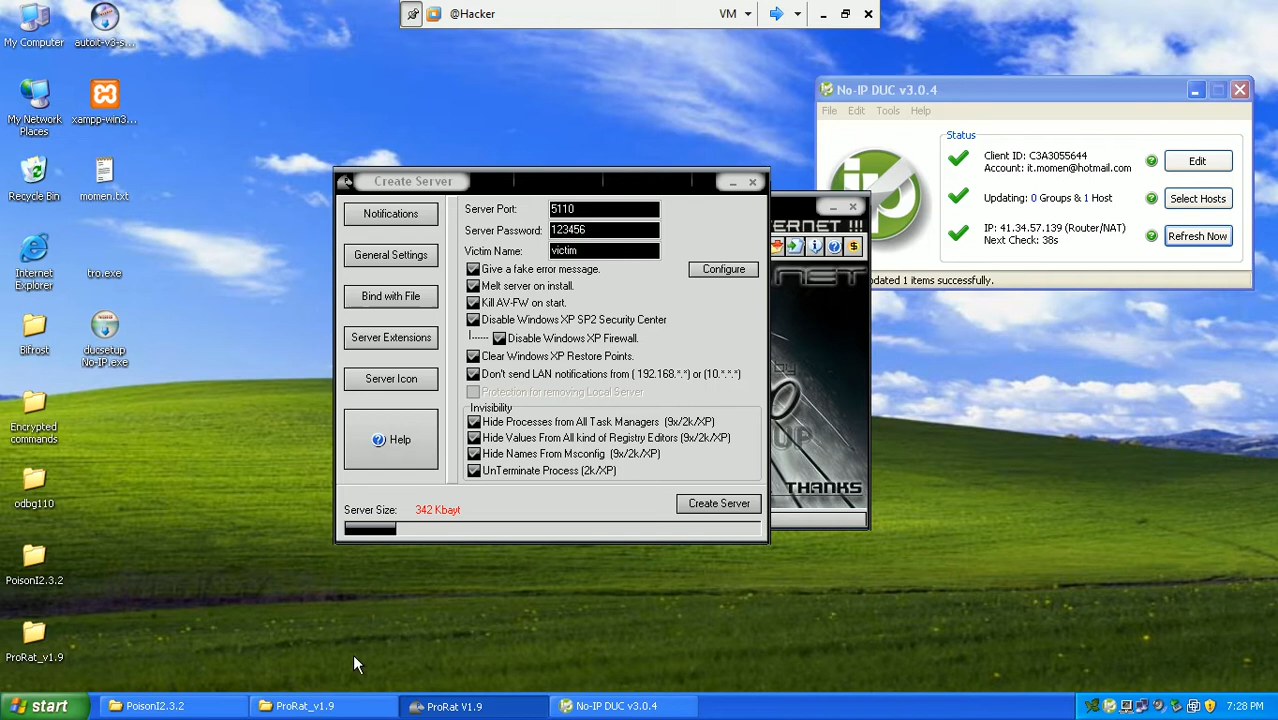 @Hacker
VM
My Computer
autoit-v3-s...
My Network
Places
xampp-win3...
Recycle Bin
momen.txt
Internet
Explorer
tro.exe
Bifrost
ducsetup
No-IP.exe
Encrypted
commands
odbg110
PoisonI2.3.2
ProRat_v1.9
No-IP DUC v3.0.4
File
Edit
Tools
Help
Status
Client ID: C3A3055644
Account: it.momen@hotmail.com
Edit
Updating: 0 Groups & 1 Host
Select Hosts
IP: 41.34.57.139 (Router/NAT)
Next Check: 38s
Refresh Now
pdated 1 items successfully.
Create Server
Notifications
General Settings
Bind with File
Server Extensions
Server Icon
Help
Server Port:
5110
Server Password:
123456
Victim Name:
victim
Give a fake error message.
Configure
Melt server on install.
Kill AV-FW on start.
Disable Windows XP SP2 Security Center
Disable Windows XP Firewall.
Clear Windows XP Restore Points.
Don't send LAN notifications from ( 192.168.*.*) or (10.*.*.*)
Protection for removing Local Server
Invisibility
Hide Processes from All Task Managers (9x/2k/XP)
Hide Values From All kind of Registry Editors (9x/2k/XP)
Hide Names From Msconfig (9x/2k/XP)
UnTerminate Process (2k/XP)
Server Size:
342 Kbayt
Create Server
ERNET !!!
NET
UP
THANKS
start
PoisonI2.3.2
ProRat_v1.9
ProRat V1.9
No-IP DUC v3.0.4
7:28 PM